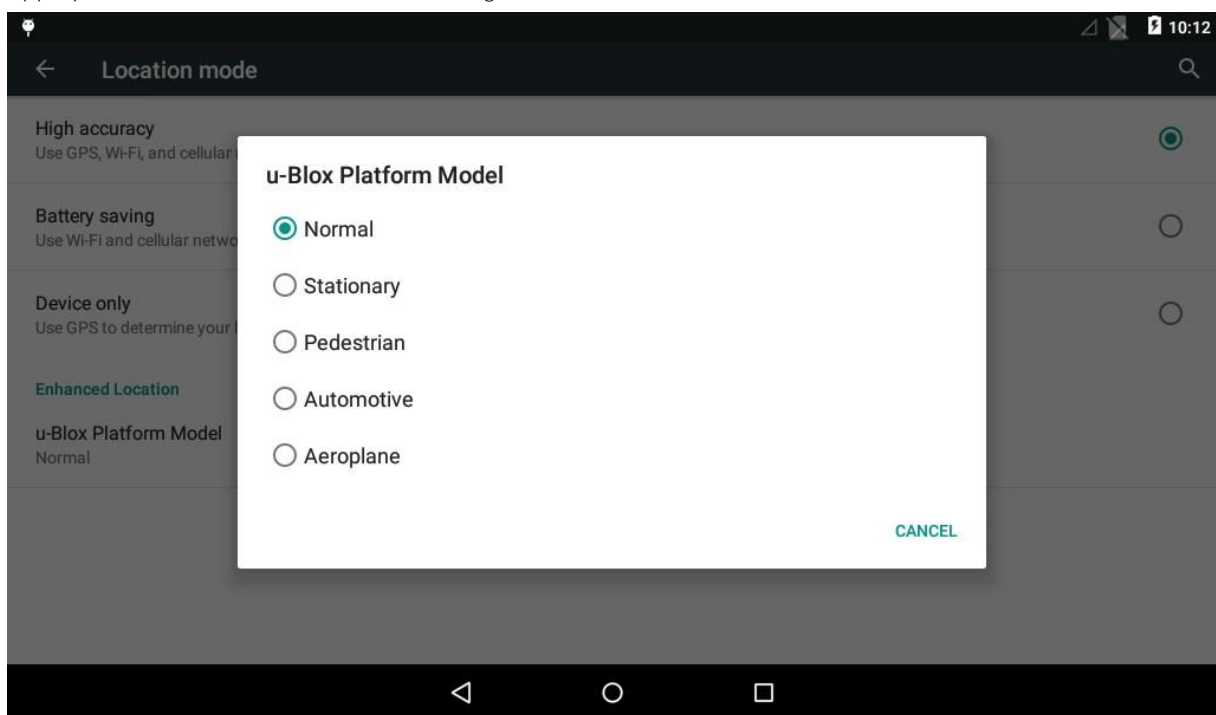 10:12
Location mode
High accuracy
Use GPS, Wi-Fi, and cellular
u-Blox Platform Model
Normal
Battery saving
Use Wi-Fi and cellular netwo
Stationary
Device only
Use GPS to determine your
Pedestrian
Enhanced Location
Automotive
u-Blox Platform Model
Normal
Aeroplane
CANCEL